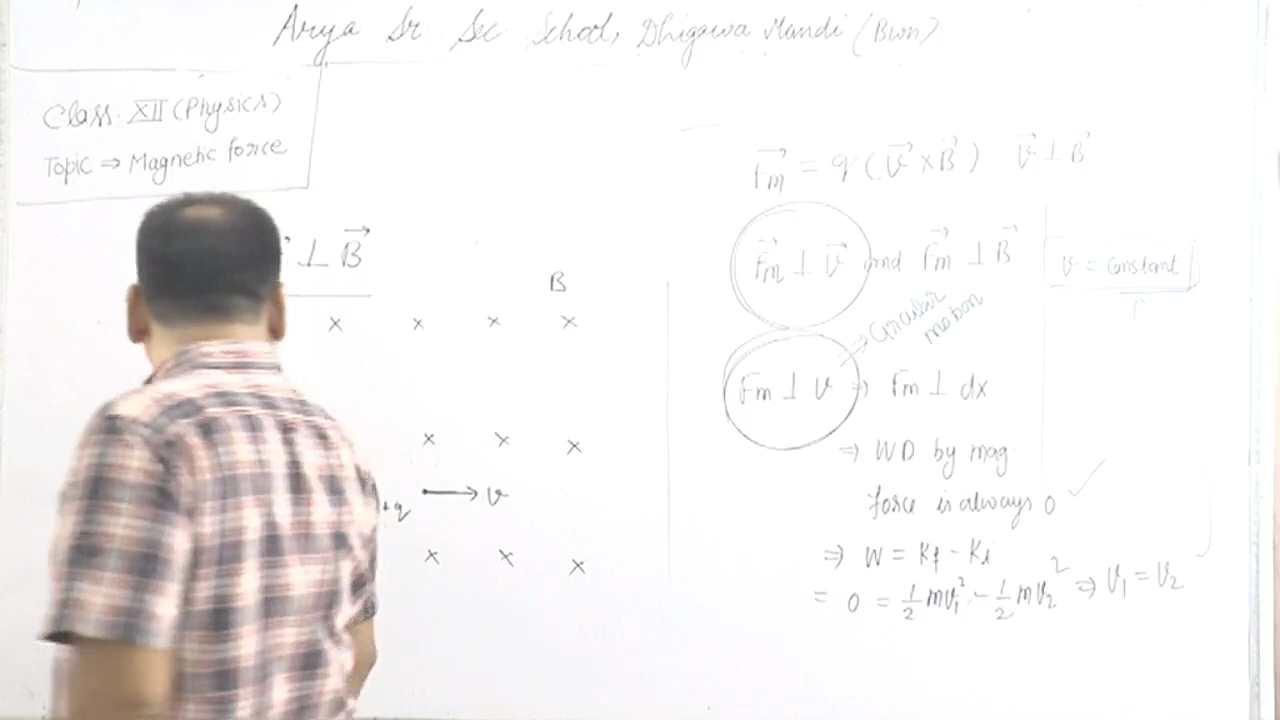 Arya Sr Sec School, Dhigawa Mandi (Bwn)
Class. XII (Physics)
Topic ⇒ Magnetic force
⊥ B⃗
B
× × × ×
× × ×
+q → v
× × ×
F⃗m = q (v⃗ × B⃗) v⃗ ⊥ B⃗
F⃗m ⊥ v⃗ and F⃗m ⊥ B⃗
v = constant
Circular motion
Fm ⊥ v ⇒ Fm ⊥ dx
⇒ WD by mag
force is always 0 ✓
⇒ W = Kf - Ki
= 0 = 1/2 mv₁² - 1/2 mv₂² ⇒ v₁ = v₂